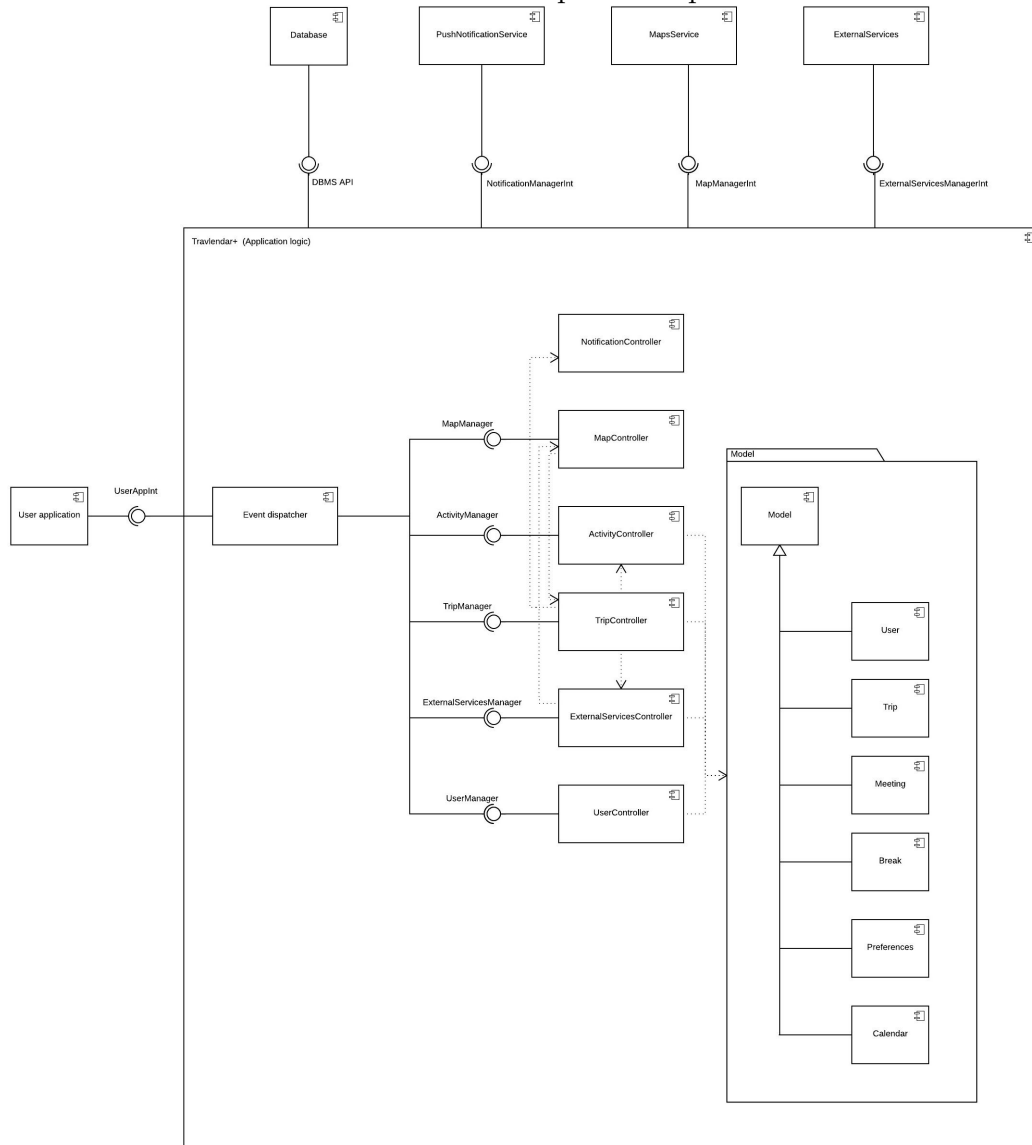 Database
PushNotificationService
MapsService
ExternalServices
DBMS API
NotificationManagerInt
MapManagerInt
ExternalServicesManagerInt
Travlendar+ (Application logic)
NotificationController
MapManager
MapController
Model
User application
UserAppInt
Event dispatcher
ActivityManager
ActivityController
Model
TripManager
TripController
User
ExternalServicesManager
ExternalServicesController
Trip
Meeting
UserManager
UserController
Break
Preferences
Calendar